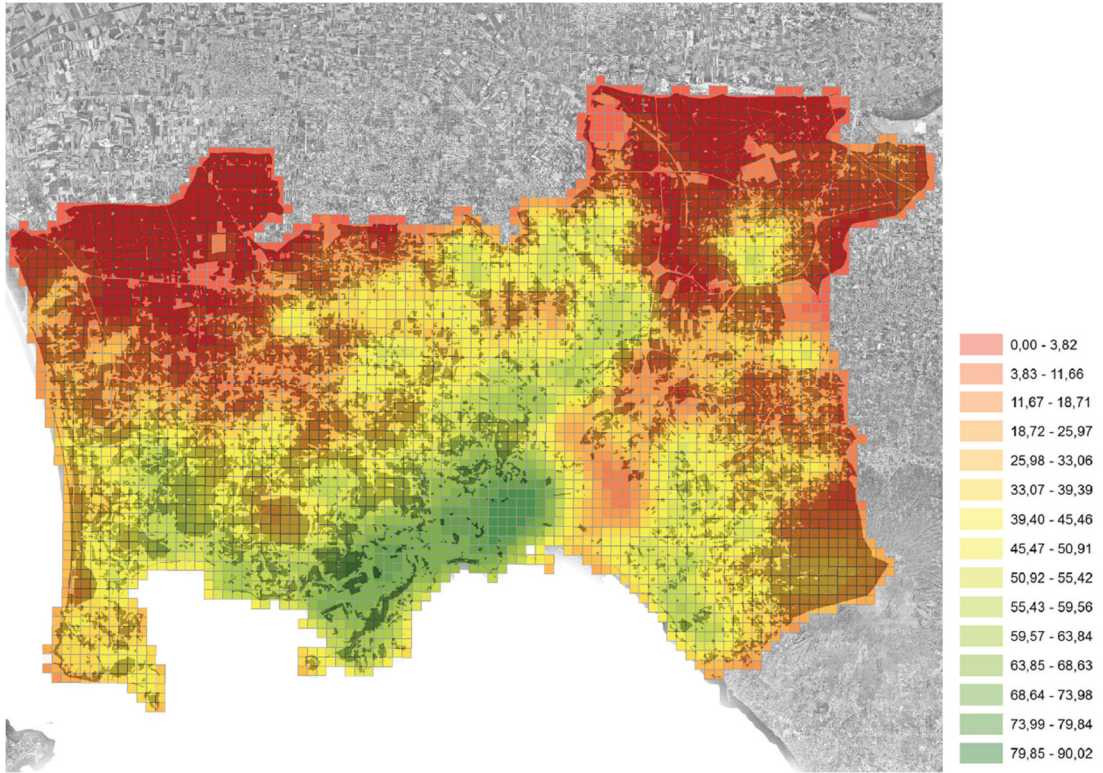 0,00 - 3,82
3,83 - 11,66
11,67 - 18,71
18,72 - 25,97
25,98 - 33,06
33,07 - 39,39
39,40 - 45,46
45,47 - 50,91
50,92 - 55,42
55,43 - 59,56
59,57 - 63,84
63,85 - 68,63
68,64 - 73,98
73,99 - 79,84
79,85 - 90,02